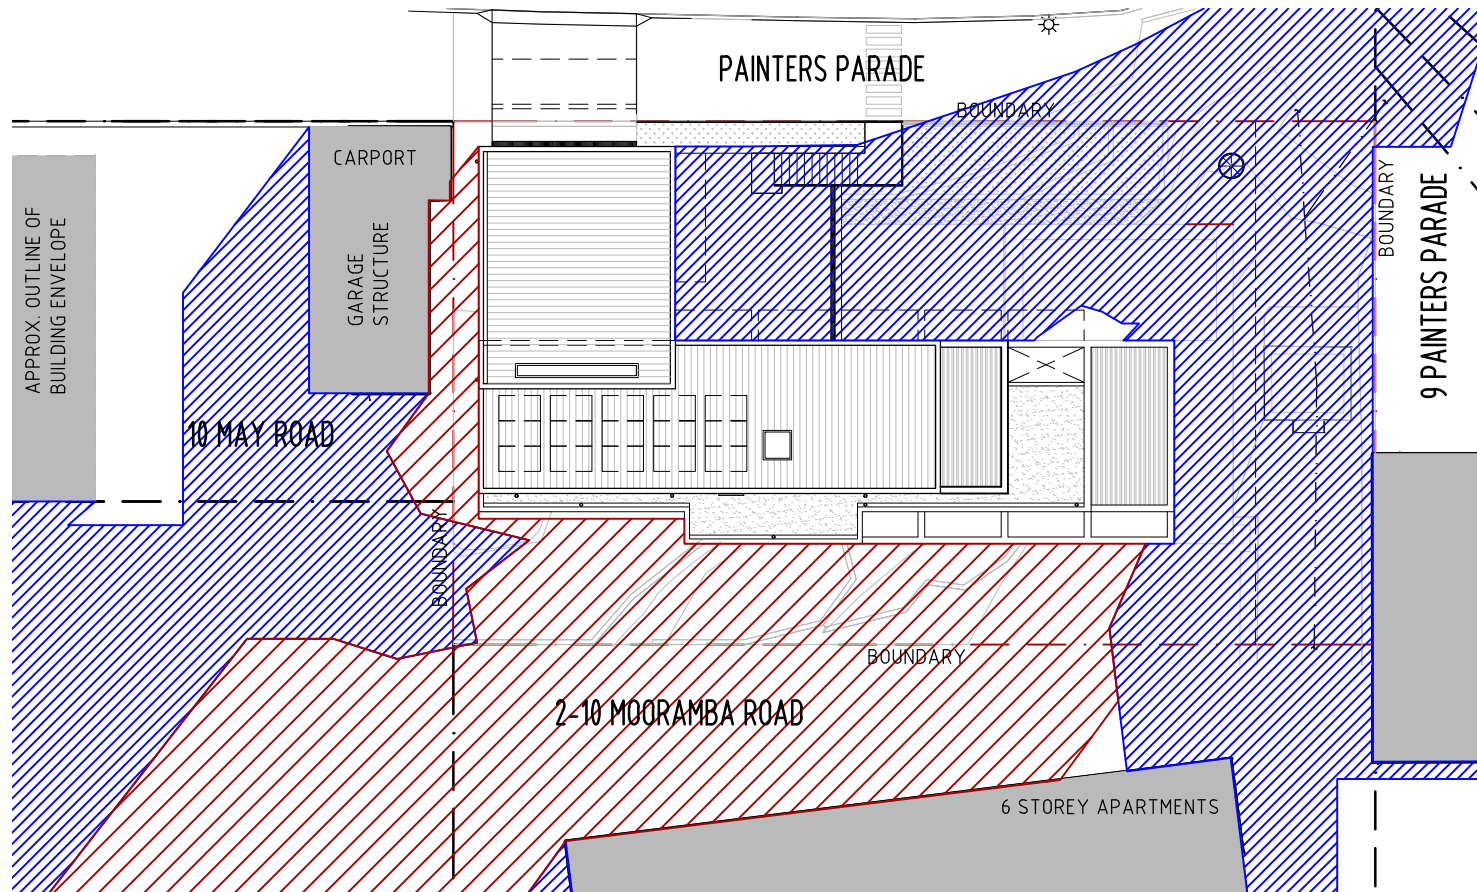 PAINTERS PARADE
BOUNDARY
CARPORT
BOUNDARY
9 PAINTERS PARADE
APPROX. OUTLINE OF
BUILDING ENVELOPE
GARAGE
STRUCTURE
10 MAY ROAD
BOUNDARY
BOUNDARY
2-10 MOORAMBA ROAD
6 STOREY APARTMENTS